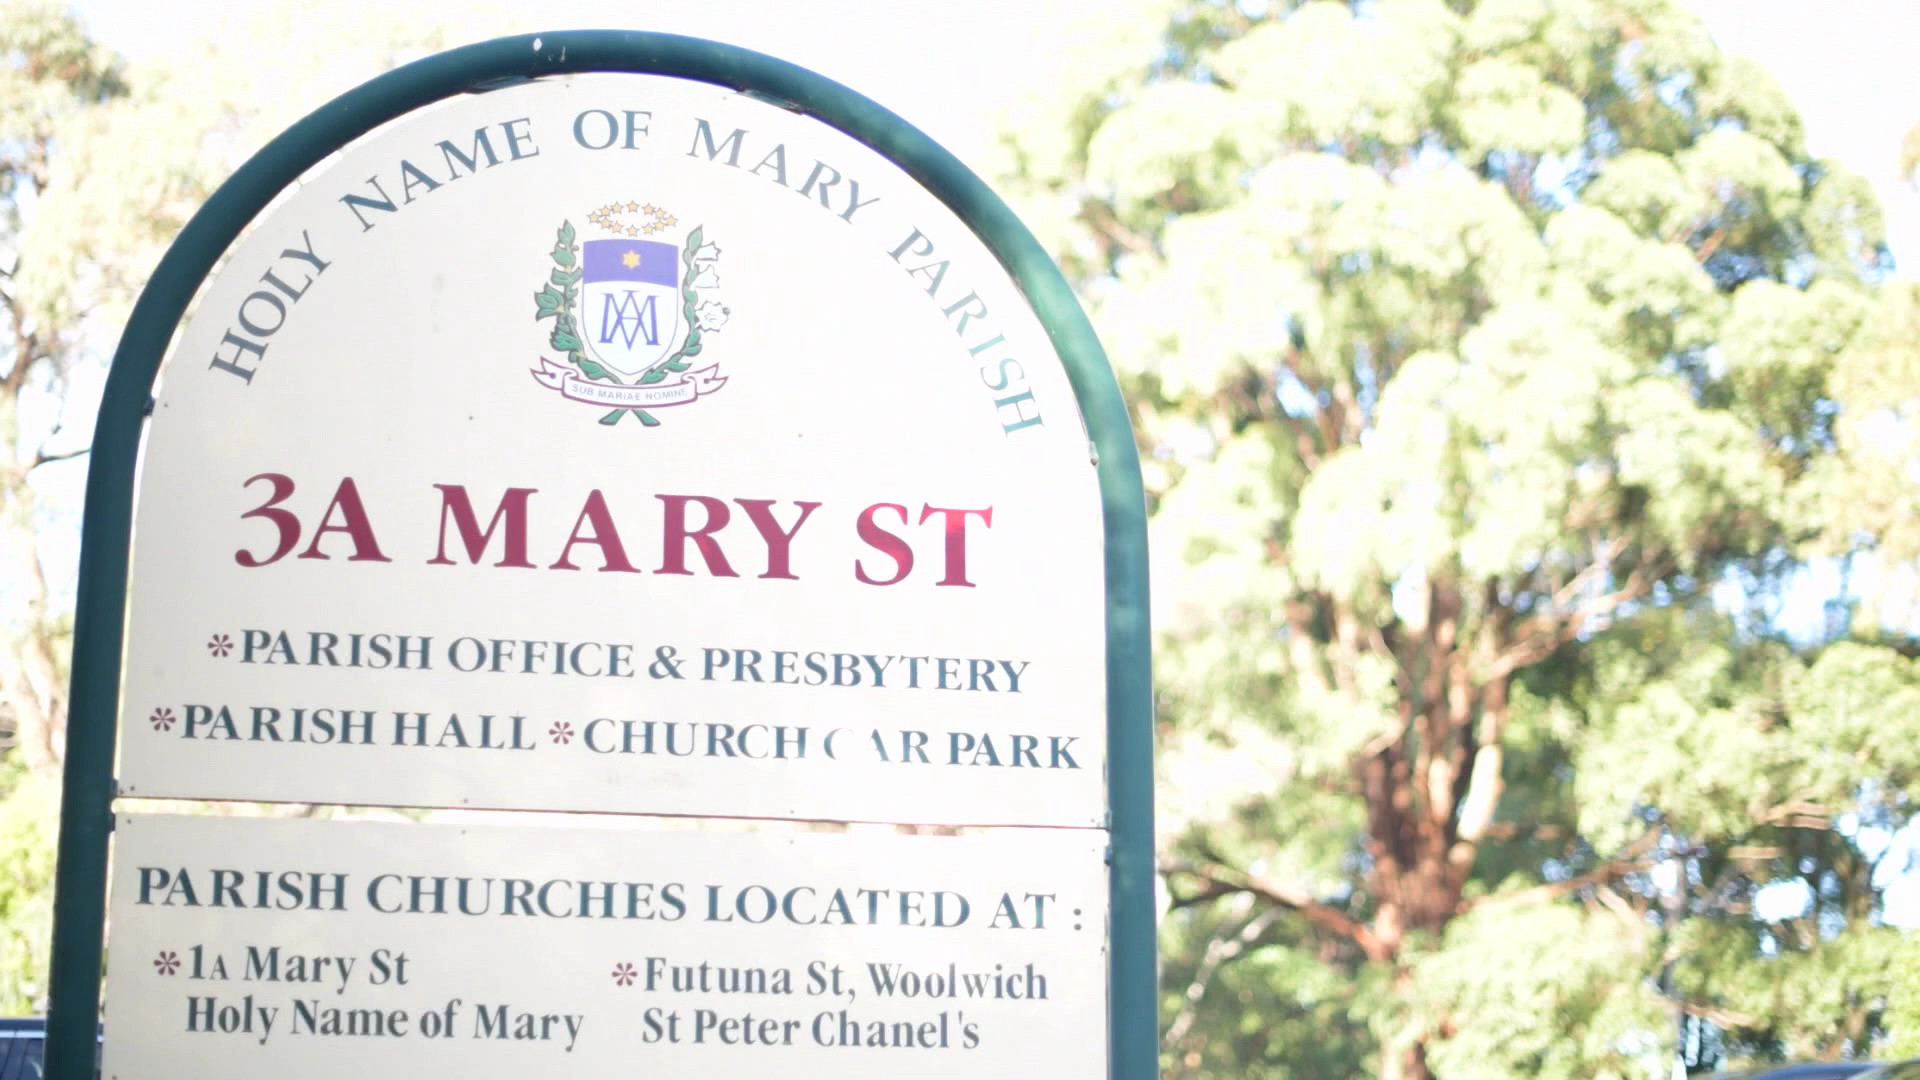 HOLY NAME OF MARY PARISH
SUB MARIAE NOMINE
3A MARY ST
*PARISH OFFICE & PRESBYTERY
*PARISH HALL *CHURCH CAR PARK
PARISH CHURCHES LOCATED AT :
*1A Mary St
Holy Name of Mary
*Futuna St, Woolwich
St Peter Chanel's